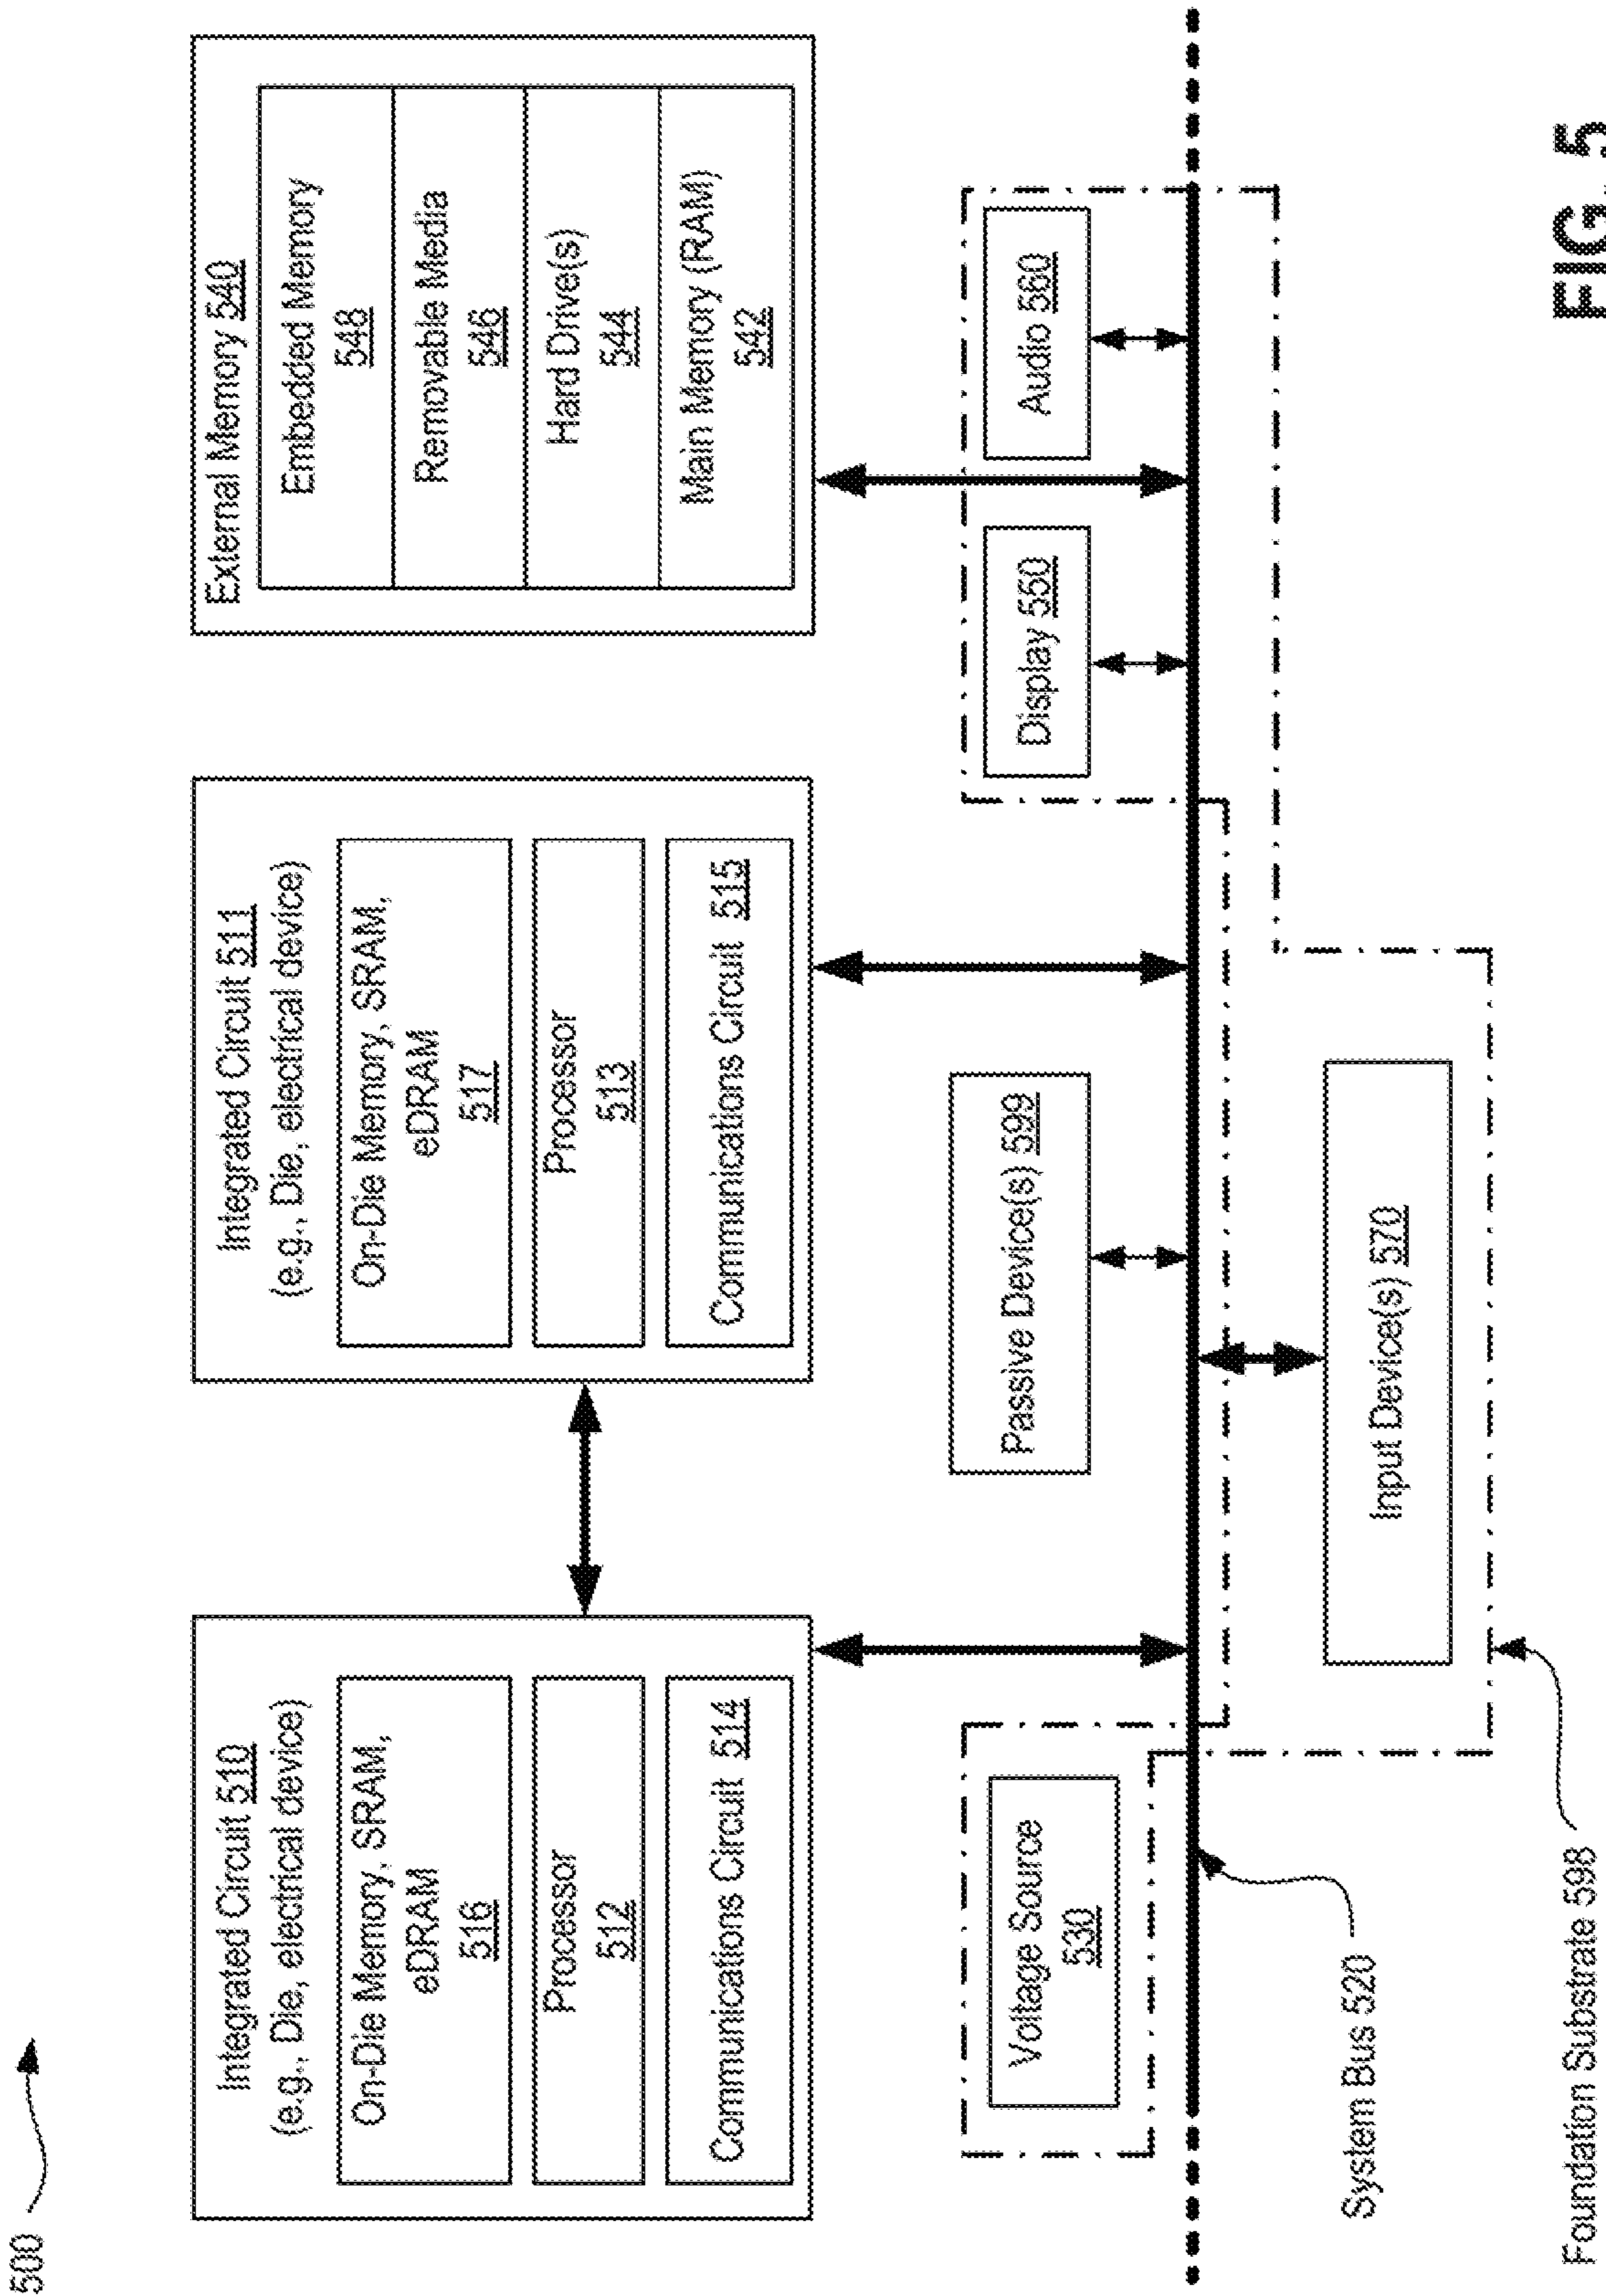 500
Integrated Circuit 510
(e.g., Die, electrical device)
On-Die Memory, SRAM,
eDRAM
516
Processor
512
Communications Circuit 514
Integrated Circuit 511
(e.g., Die, electrical device)
On-Die Memory, SRAM,
eDRAM
517
Processor
513
Communications Circuit 515
External Memory 540
Embedded Memory
548
Removable Media
546
Hard Drive(s)
544
Main Memory (RAM)
542
Voltage Source
530
Passive Device(s) 599
Display 550
Audio 560
System Bus 520
Input Device(s) 570
Foundation Substrate 598
FIG. 5